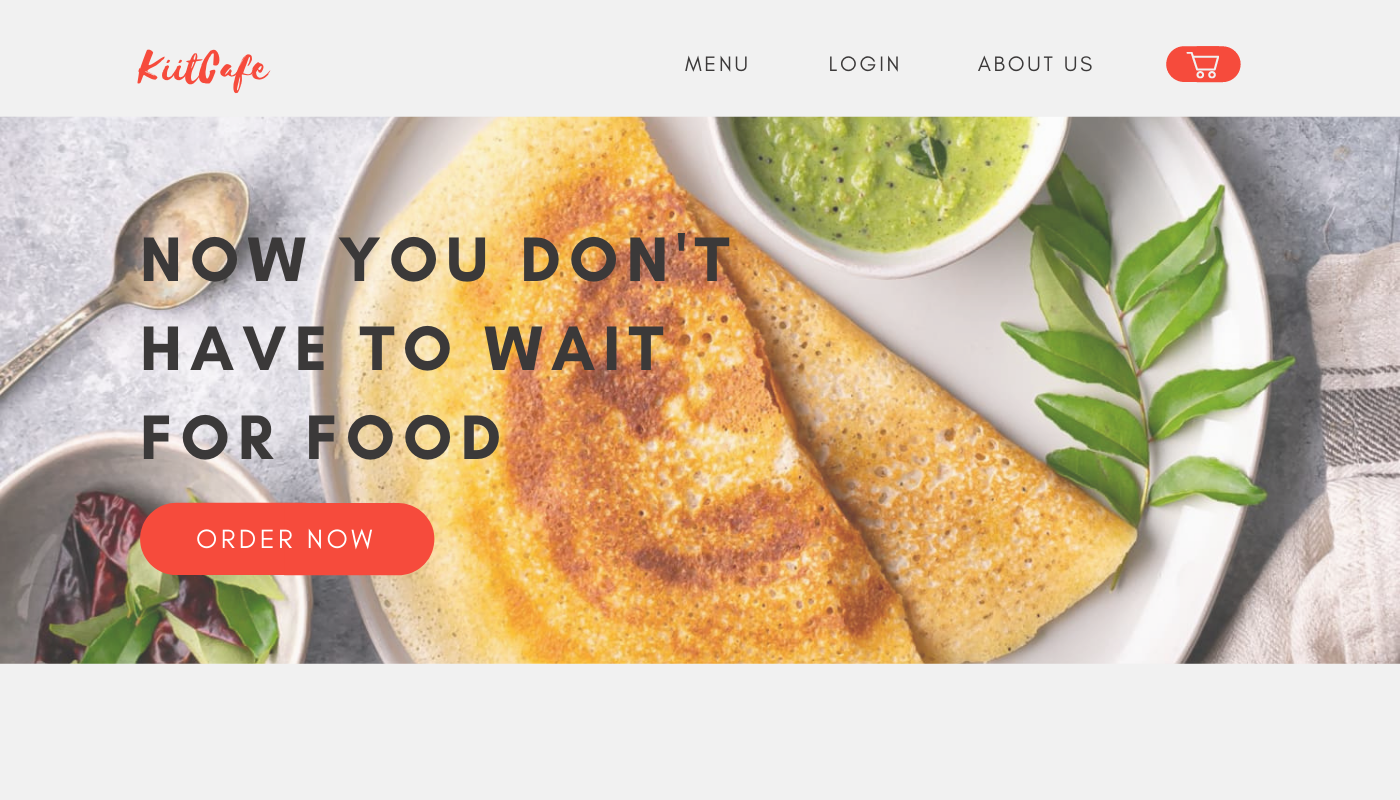 KiitCafe
MENU
LOGIN
ABOUT US
NOW YOU DON'T
HAVE TO WAIT
FOR FOOD
ORDER NOW